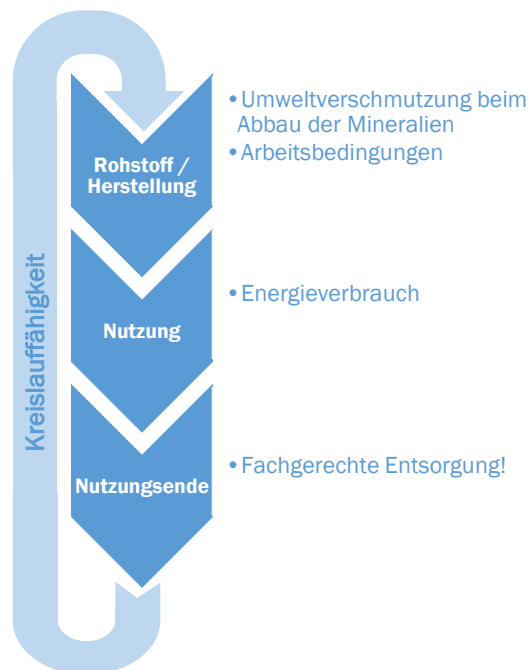 • Umweltverschmutzung beim
Abbau der Mineralien
• Arbeitsbedingungen
Rohstoff /
Herstellung
• Energieverbrauch
Nutzung
Kreislauffähigkeit
• Fachgerechte Entsorgung!
Nutzungsende